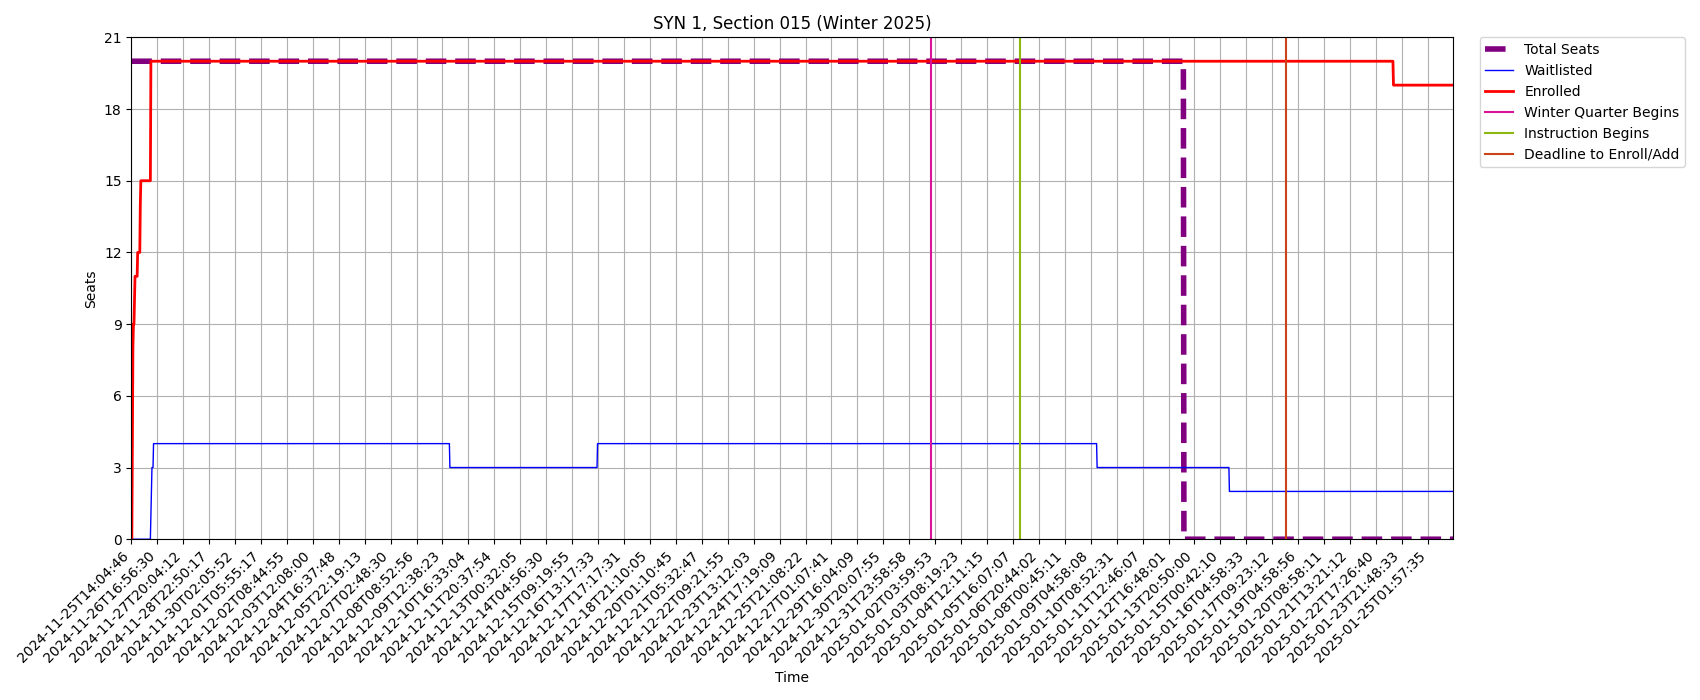 SYN 1, Section 015 (Winter 2025)
Total Seats
Waitlisted
Enrolled
Winter Quarter Begins
Instruction Begins
Deadline to Enroll/Add
Seats
21
18
15
12
9
6
3
0
2024-11-25T14:04:46
2024-11-26T16:56:30
2024-11-27T20:04:12
2024-11-28T22:50:17
2024-11-30T02:05:52
2024-12-01T05:55:17
2024-12-02T08:44:55
2024-12-03T12:08:00
2024-12-04T16:37:48
2024-12-05T22:19:13
2024-12-07T02:48:30
2024-12-08T08:52:56
2024-12-09T12:38:23
2024-12-10T16:33:04
2024-12-11T20:37:54
2024-12-13T00:32:05
2024-12-14T04:56:30
2024-12-15T09:19:55
2024-12-16T13:17:33
2024-12-17T17:17:31
2024-12-18T21:10:05
2024-12-20T01:10:45
2024-12-21T05:32:47
2024-12-22T09:21:55
2024-12-23T13:12:03
2024-12-24T17:19:09
2024-12-25T21:08:22
2024-12-27T01:07:41
2024-12-29T16:04:09
2024-12-30T20:07:55
2024-12-31T23:58:58
2025-01-02T03:59:53
2025-01-03T08:19:23
2025-01-04T12:11:15
2025-01-05T16:07:07
2025-01-06T20:44:02
2025-01-08T00:45:11
2025-01-09T04:58:08
2025-01-10T08:52:31
2025-01-11T12:46:07
2025-01-12T16:48:01
2025-01-13T20:50:00
2025-01-15T00:42:10
2025-01-16T04:58:33
2025-01-17T09:23:12
2025-01-19T04:58:56
2025-01-20T08:58:11
2025-01-21T13:21:12
2025-01-22T17:26:40
2025-01-23T21:48:33
2025-01-25T01:57:35
Time